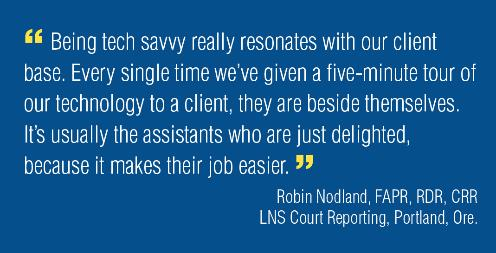 “ Being tech savvy really resonates with our client
base. Every single time we’ve given a five-minute tour of
our technology to a client, they are beside themselves.
It’s usually the assistants who are just delighted,
because it makes their job easier. ”
Robin Nodland, FAPR, RDR, CRR
LNS Court Reporting, Portland, Ore.